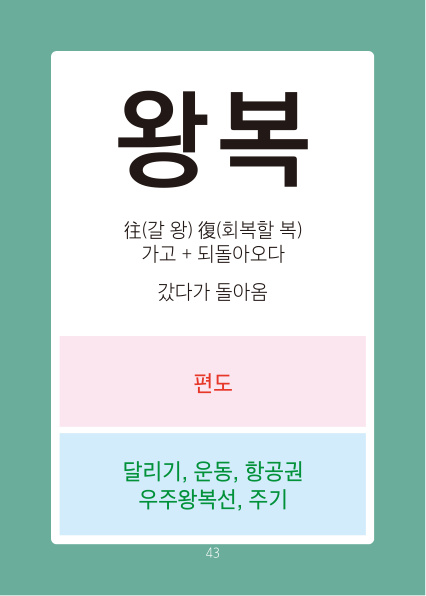 왕복
往(갈 왕) 復(회복할 복)
가고 + 되돌아오다
갔다가 돌아옴
편도
달리기, 운동, 항공권
우주왕복선, 주기
43